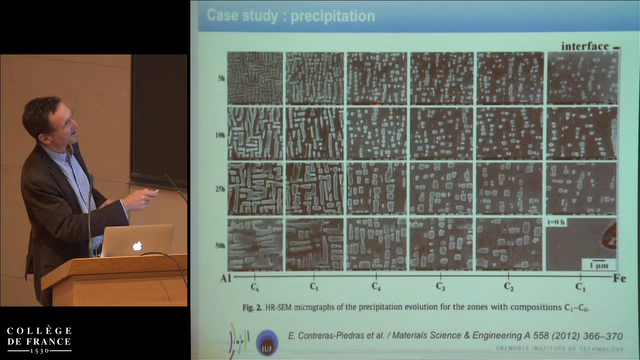 Case study : precipitation
interface
5h
10h
25h
50h
t=0 h
1 μm
Al
Fe
C₆
C₅
C₄
C₃
C₂
C₁
Fig. 2. HR-SEM micrographs of the precipitation evolution for the zones with compositions C₁–C₆.
E. Contreras-Piedras et al. / Materials Science & Engineering A 558 (2012) 366–370
GRENOBLE INSTITUTE OF TECHNOLOGY
COLLÈGE
DE FRANCE
1530